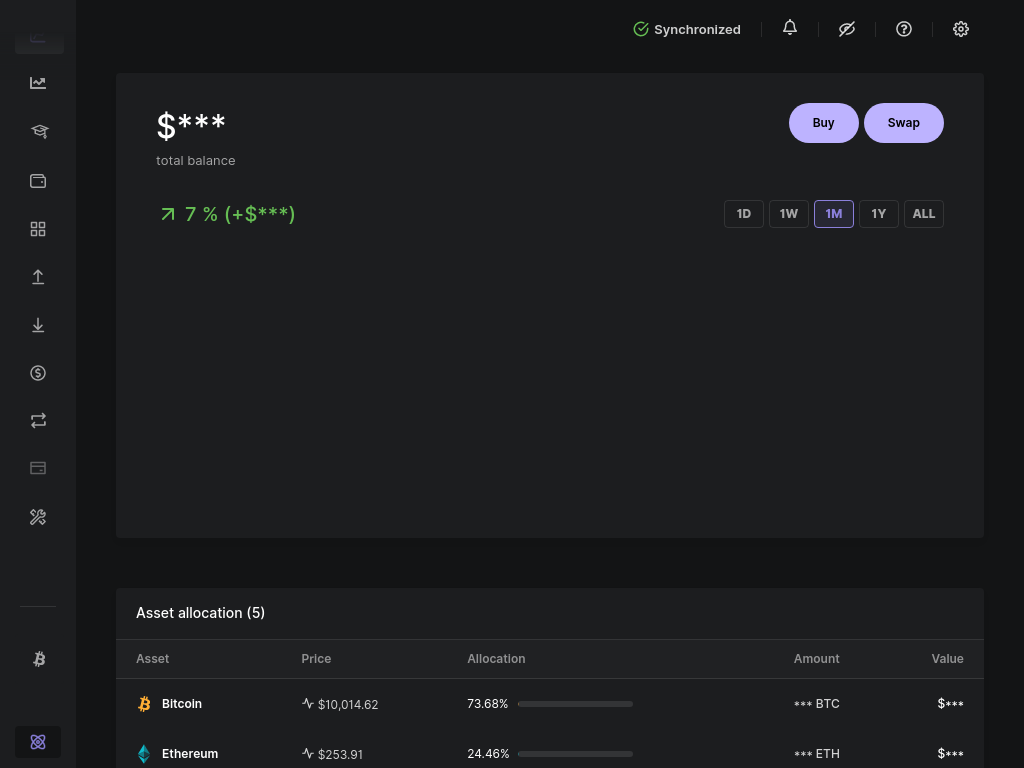 Synchronized
$***
Buy
Swap
total balance
7 % (+$***)
1D
1W
1M
1Y
ALL
Asset allocation (5)
Asset Price Allocation Amount Value
Bitcoin $10,014.62 73.68% *** BTC $***
Ethereum $253.91 24.46% *** ETH $***